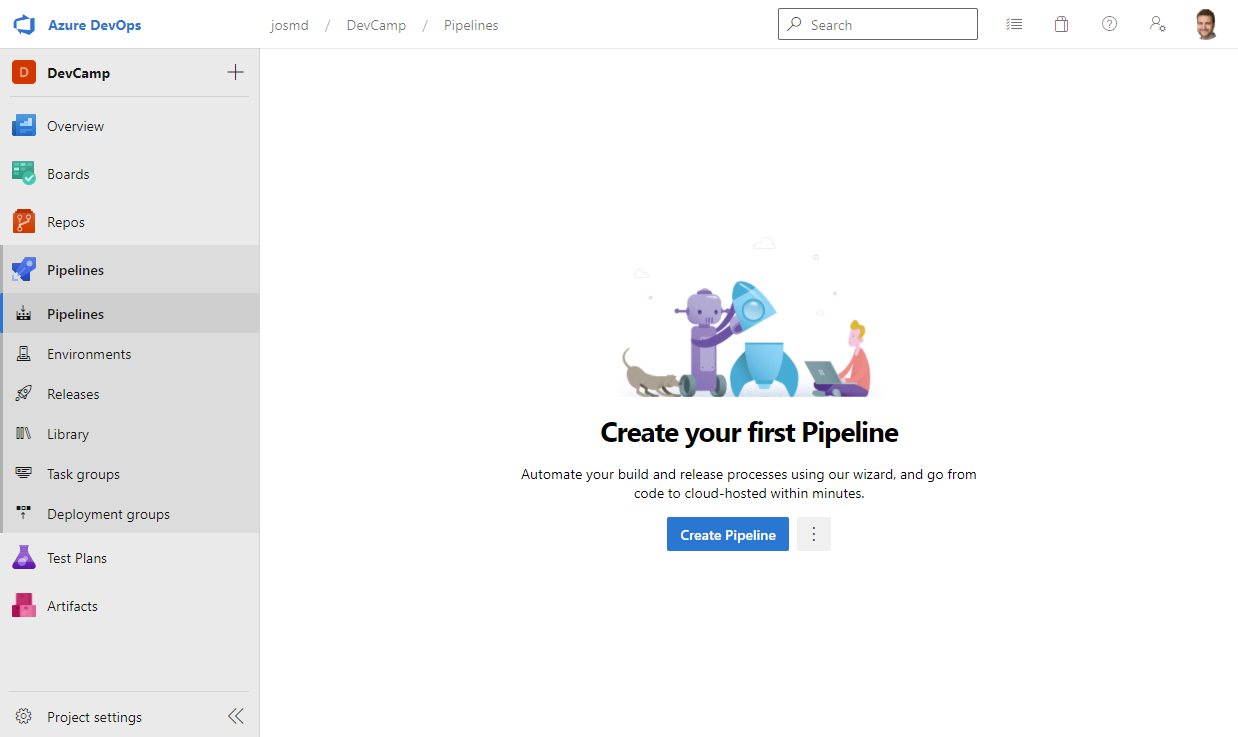 Azure DevOps
josmd / DevCamp / Pipelines
Search
D DevCamp
Overview
Boards
Repos
Pipelines
Pipelines
Environments
Releases
Library
Task groups
Deployment groups
Test Plans
Artifacts
Project settings
Create your first Pipeline
Automate your build and release processes using our wizard, and go from
code to cloud-hosted within minutes.
Create Pipeline